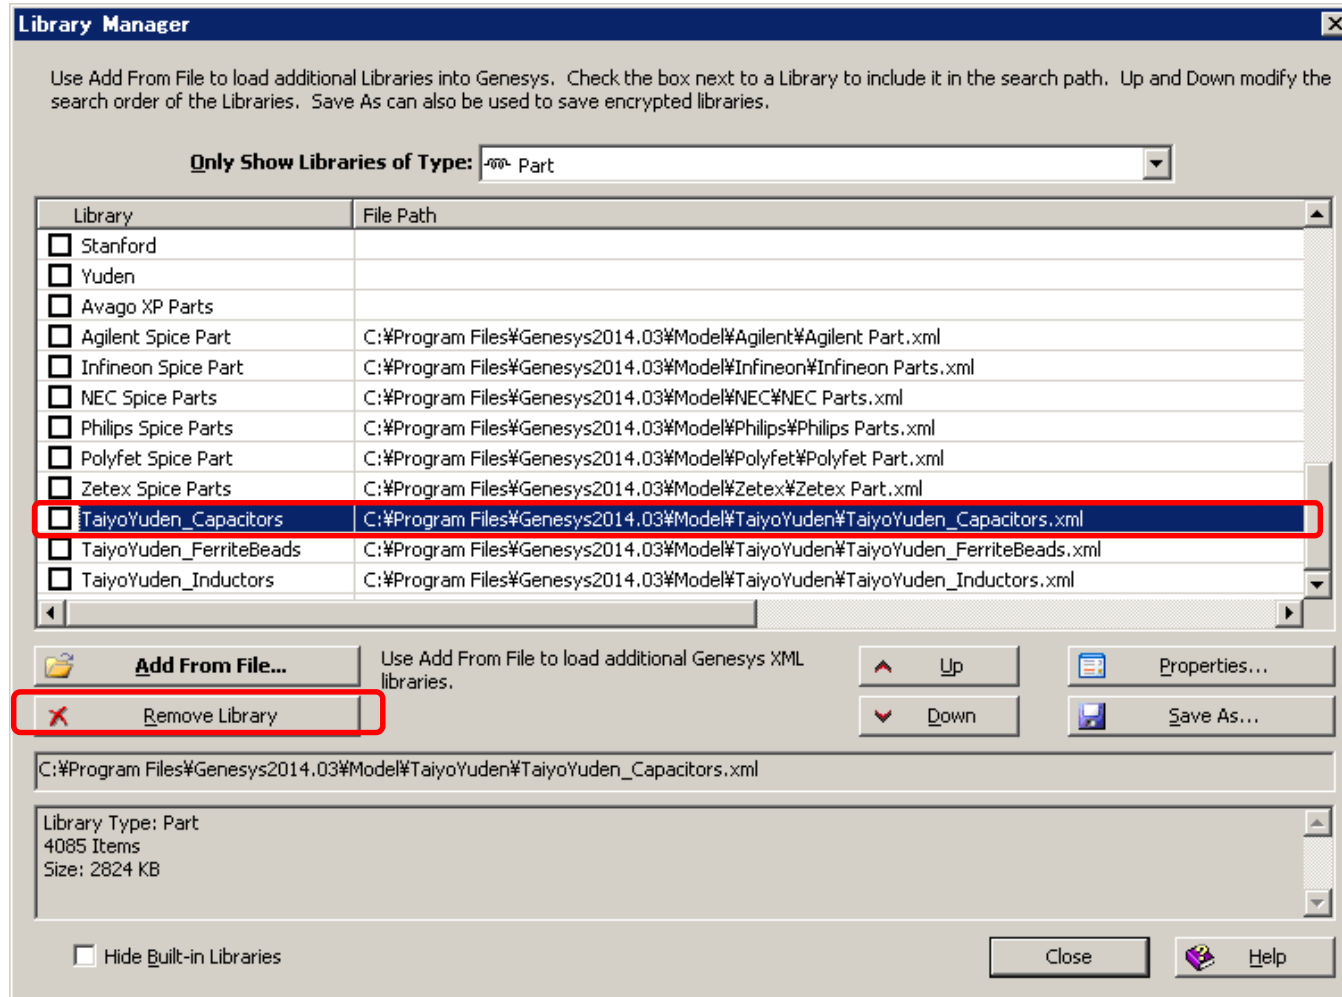 Library Manager
Use Add From File to load additional Libraries into Genesys. Check the box next to a Library to include it in the search path. Up and Down modify the
search order of the Libraries. Save As can also be used to save encrypted libraries.
Only Show Libraries of Type: Part
Library File Path
Stanford
Yuden
Avago XP Parts
Agilent Spice Part C:¥Program Files¥Genesys2014.03¥Model¥Agilent¥Agilent Part.xml
Infineon Spice Part C:¥Program Files¥Genesys2014.03¥Model¥Infineon¥Infineon Parts.xml
NEC Spice Parts C:¥Program Files¥Genesys2014.03¥Model¥NEC¥NEC Parts.xml
Philips Spice Parts C:¥Program Files¥Genesys2014.03¥Model¥Philips¥Philips Parts.xml
Polyfet Spice Part C:¥Program Files¥Genesys2014.03¥Model¥Polyfet¥Polyfet Part.xml
Zetex Spice Parts C:¥Program Files¥Genesys2014.03¥Model¥Zetex¥Zetex Part.xml
TaiyoYuden_Capacitors C:¥Program Files¥Genesys2014.03¥Model¥TaiyoYuden¥TaiyoYuden_Capacitors.xml
TaiyoYuden_FerriteBeads C:¥Program Files¥Genesys2014.03¥Model¥TaiyoYuden¥TaiyoYuden_FerriteBeads.xml
TaiyoYuden_Inductors C:¥Program Files¥Genesys2014.03¥Model¥TaiyoYuden¥TaiyoYuden_Inductors.xml
Add From File... Use Add From File to load additional Genesys XML
libraries.
Up Properties...
Remove Library Down Save As...
C:¥Program Files¥Genesys2014.03¥Model¥TaiyoYuden¥TaiyoYuden_Capacitors.xml
Library Type: Part
4085 Items
Size: 2824 KB
Hide Built-in Libraries Close Help